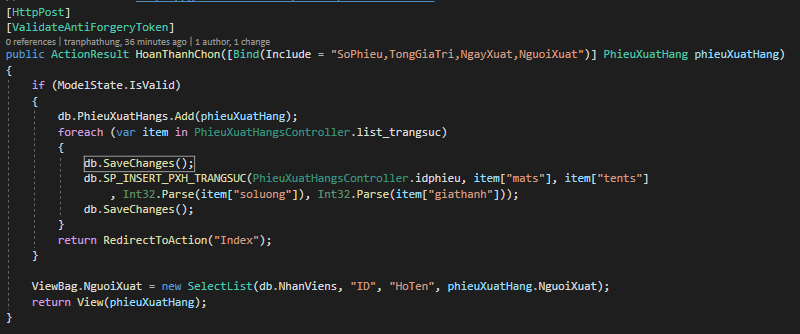 [HttpPost]
[ValidateAntiForgeryToken]
0 references | tranphathung, 36 minutes ago | 1 author, 1 change
public ActionResult HoanThanhChon([Bind(Include = "SoPhieu,TongGiaTri,NgayXuat,NguoiXuat")] PhieuXuatHang phieuXuatHang)
{
if (ModelState.IsValid)
{
db.PhieuXuatHangs.Add(phieuXuatHang);
foreach (var item in PhieuXuatHangsController.list_trangsuc)
{
db.SaveChanges();
db.SP_INSERT_PXH_TRANGSUC(PhieuXuatHangsController.idphieu, item["mats"], item["tents"]
, Int32.Parse(item["soluong"]), Int32.Parse(item["giathanh"]));
db.SaveChanges();
}
return RedirectToAction("Index");
}
ViewBag.NguoiXuat = new SelectList(db.NhanViens, "ID", "HoTen", phieuXuatHang.NguoiXuat);
return View(phieuXuatHang);
}